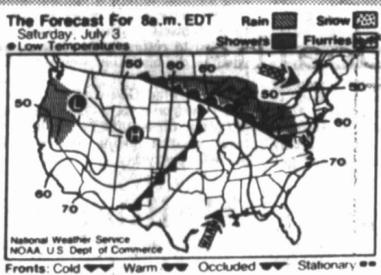 The Forecast For 8a.m. EDT
Saturday, July 3
Low Temperatures
Rain
Snow
Showers
Flurries
50
60
60
50
50
50
60
70
70
L
H
National Weather Service
NOAA U S Dept of Commerce
Fronts: Cold Warm Occluded Stationary